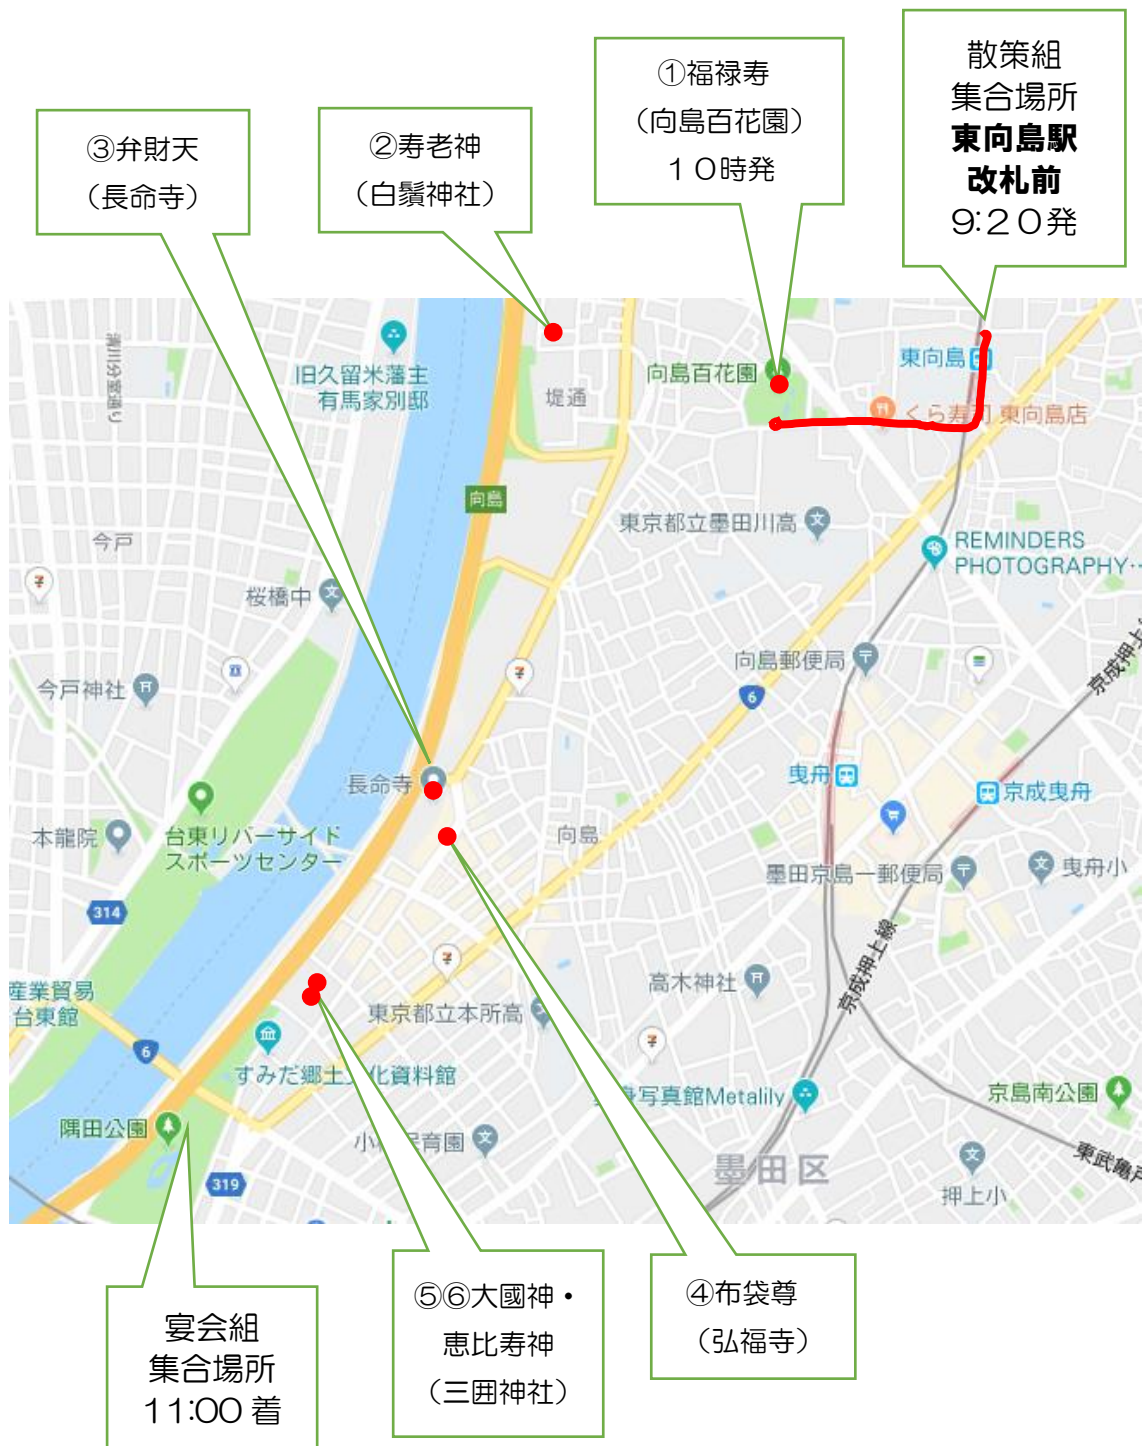 散策組
集合場所
東向島駅
改札前
9:20発
①福禄寿
（向島百花園）
10時発
②寿老神
（白鬚神社）
③弁財天
（長命寺）
旧久留米藩主
有馬家別邸
堤通
向島百花園
東向島
くら寿司 東向島店
向島
東京都立墨田川高
REMINDERS
PHOTOGRAPHY…
今戸
桜橋中
今戸神社
向島郵便局
6
京成押上
長命寺
曳舟
京成曳舟
本龍院
台東リバーサイド
スポーツセンター
向島
墨田京島一郵便局
曳舟小
314
京成押上線
高木神社
産業貿易
台東館
東京都立本所高
6
すみだ郷土文化資料館
写真館Metalily
京島南公園
隅田公園
墨田区
東武亀戸
押上小
319
宴会組
集合場所
11:00 着
⑤⑥大國神・
恵比寿神
（三囲神社）
④布袋尊
（弘福寺）